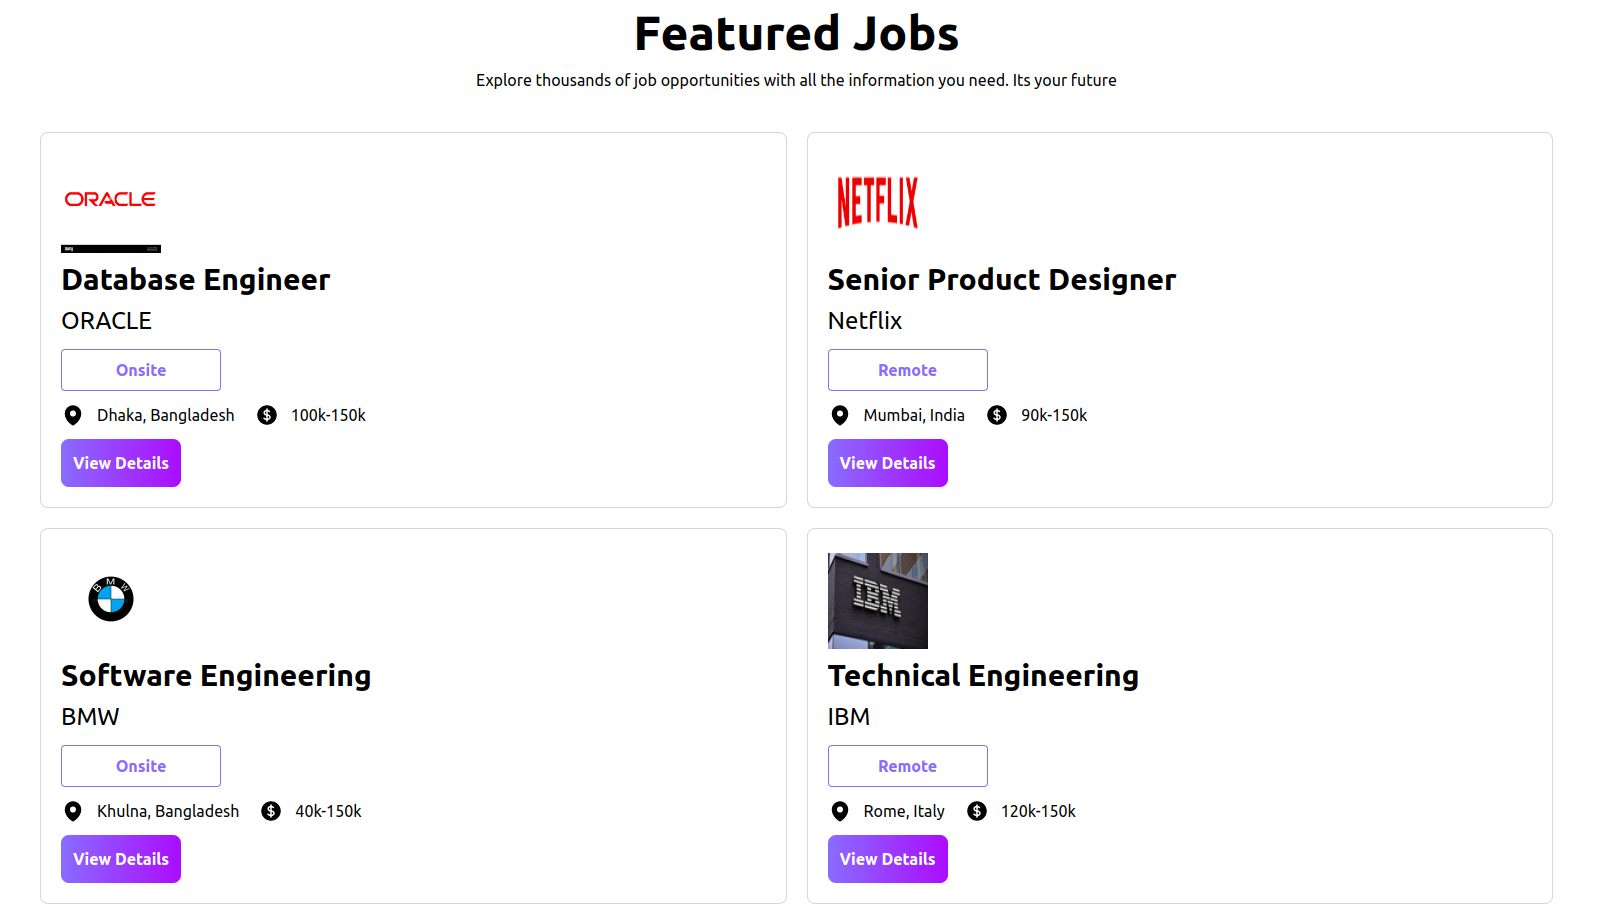 Featured Jobs
Explore thousands of job opportunities with all the information you need. Its your future
ORACLE
Database Engineer
ORACLE
Onsite
Dhaka, Bangladesh $ 100k-150k
View Details
NETFLIX
Senior Product Designer
Netflix
Remote
Mumbai, India $ 90k-150k
View Details
BMW
Software Engineering
BMW
Onsite
Khulna, Bangladesh $ 40k-150k
View Details
IBM
Technical Engineering
IBM
Remote
Rome, Italy $ 120k-150k
View Details